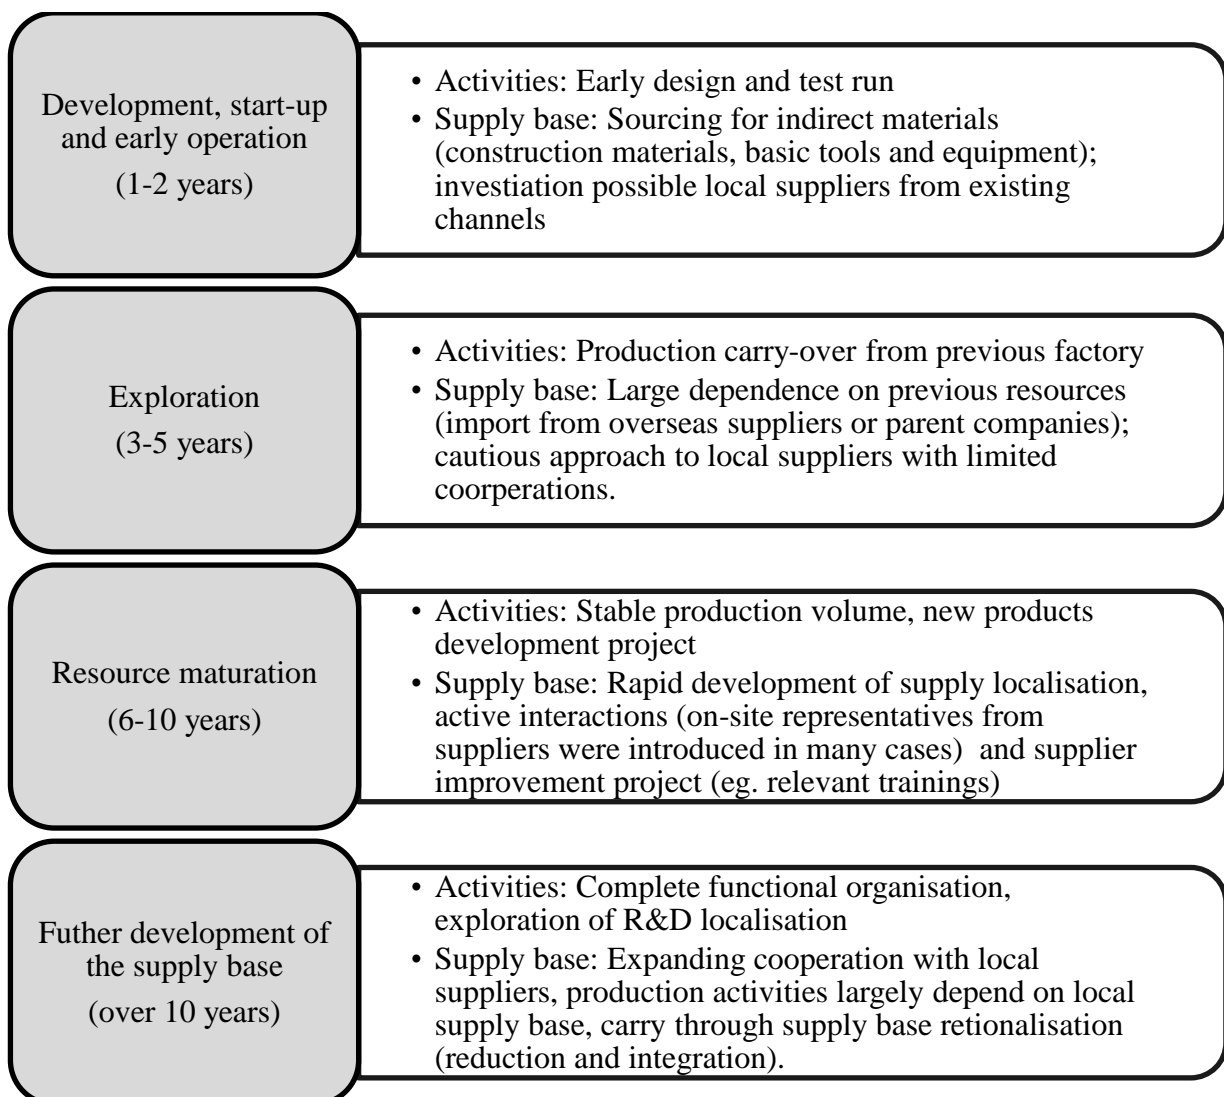 Development, start-up
and early operation
(1-2 years)
• Activities: Early design and test run
• Supply base: Sourcing for indirect materials
(construction materials, basic tools and equipment);
investiation possible local suppliers from existing
channels
Exploration
(3-5 years)
• Activities: Production carry-over from previous factory
• Supply base: Large dependence on previous resources
(import from overseas suppliers or parent companies);
cautious approach to local suppliers with limited
coorperations.
Resource maturation
(6-10 years)
• Activities: Stable production volume, new products
development project
• Supply base: Rapid development of supply localisation,
active interactions (on-site representatives from
suppliers were introduced in many cases)  and supplier
improvement project (eg. relevant trainings)
Futher development of
the supply base
(over 10 years)
• Activities: Complete functional organisation,
exploration of R&D localisation
• Supply base: Expanding cooperation with local
suppliers, production activities largely depend on local
supply base, carry through supply base retionalisation
(reduction and integration).